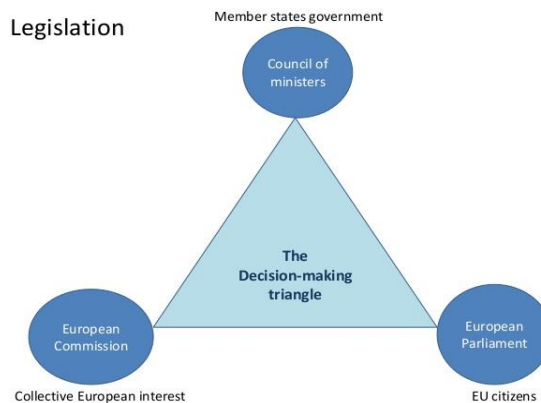 Legislation
Member states government
Council of
ministers
The
Decision-making
triangle
European
Commission
European
Parliament
Collective European interest
EU citizens